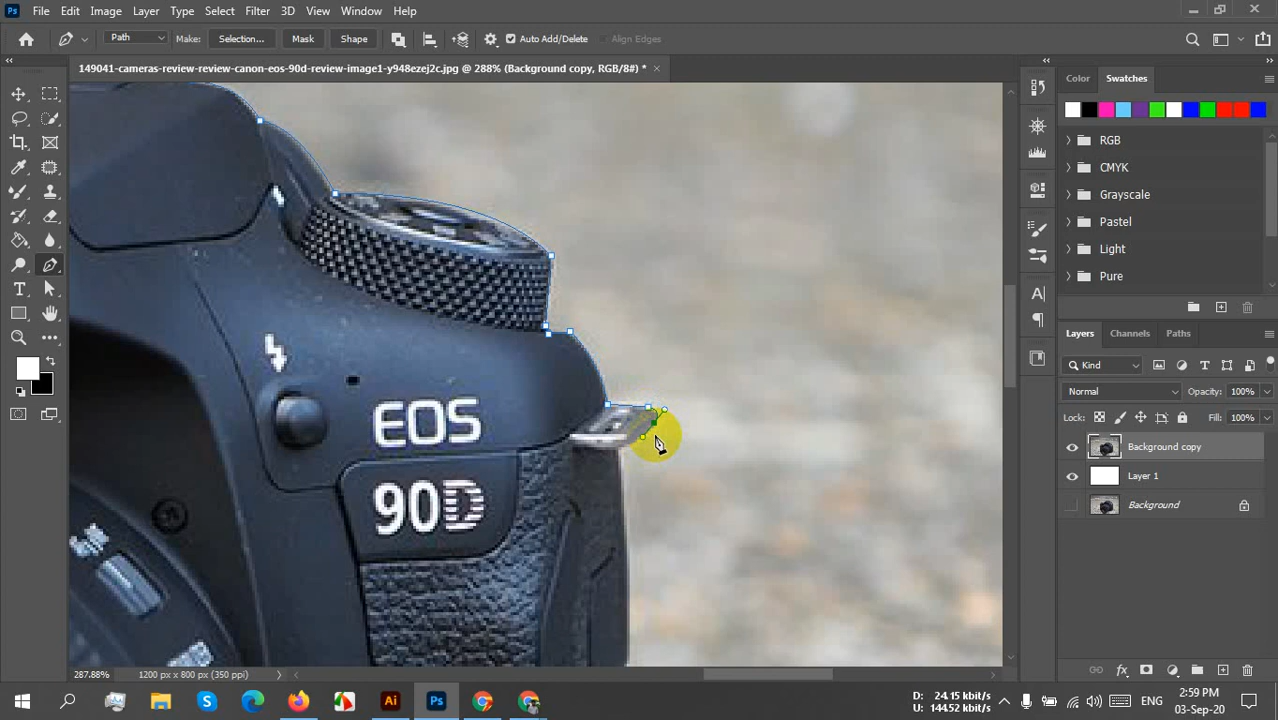 Ps File Edit Image Layer Type Select Filter 3D View Window Help
Path Make: Selection... Mask Shape Auto Add/Delete Align Edges
149041-cameras-review-review-canon-eos-90d-review-image1-y948ezej2c.jpg @ 288% (Background copy, RGB/8#) *
Color Swatches
RGB
CMYK
Grayscale
Pastel
Light
Pure
Layers Channels Paths
Kind
Normal Opacity: 100%
Lock: Fill: 100%
Background copy
Layer 1
Background
EOS
90D
287.88% 1200 px x 800 px (350 ppi)
Ai Ps
D: 24.15 kbit/s
U: 144.52 kbit/s
2:59 PM
03-Sep-20